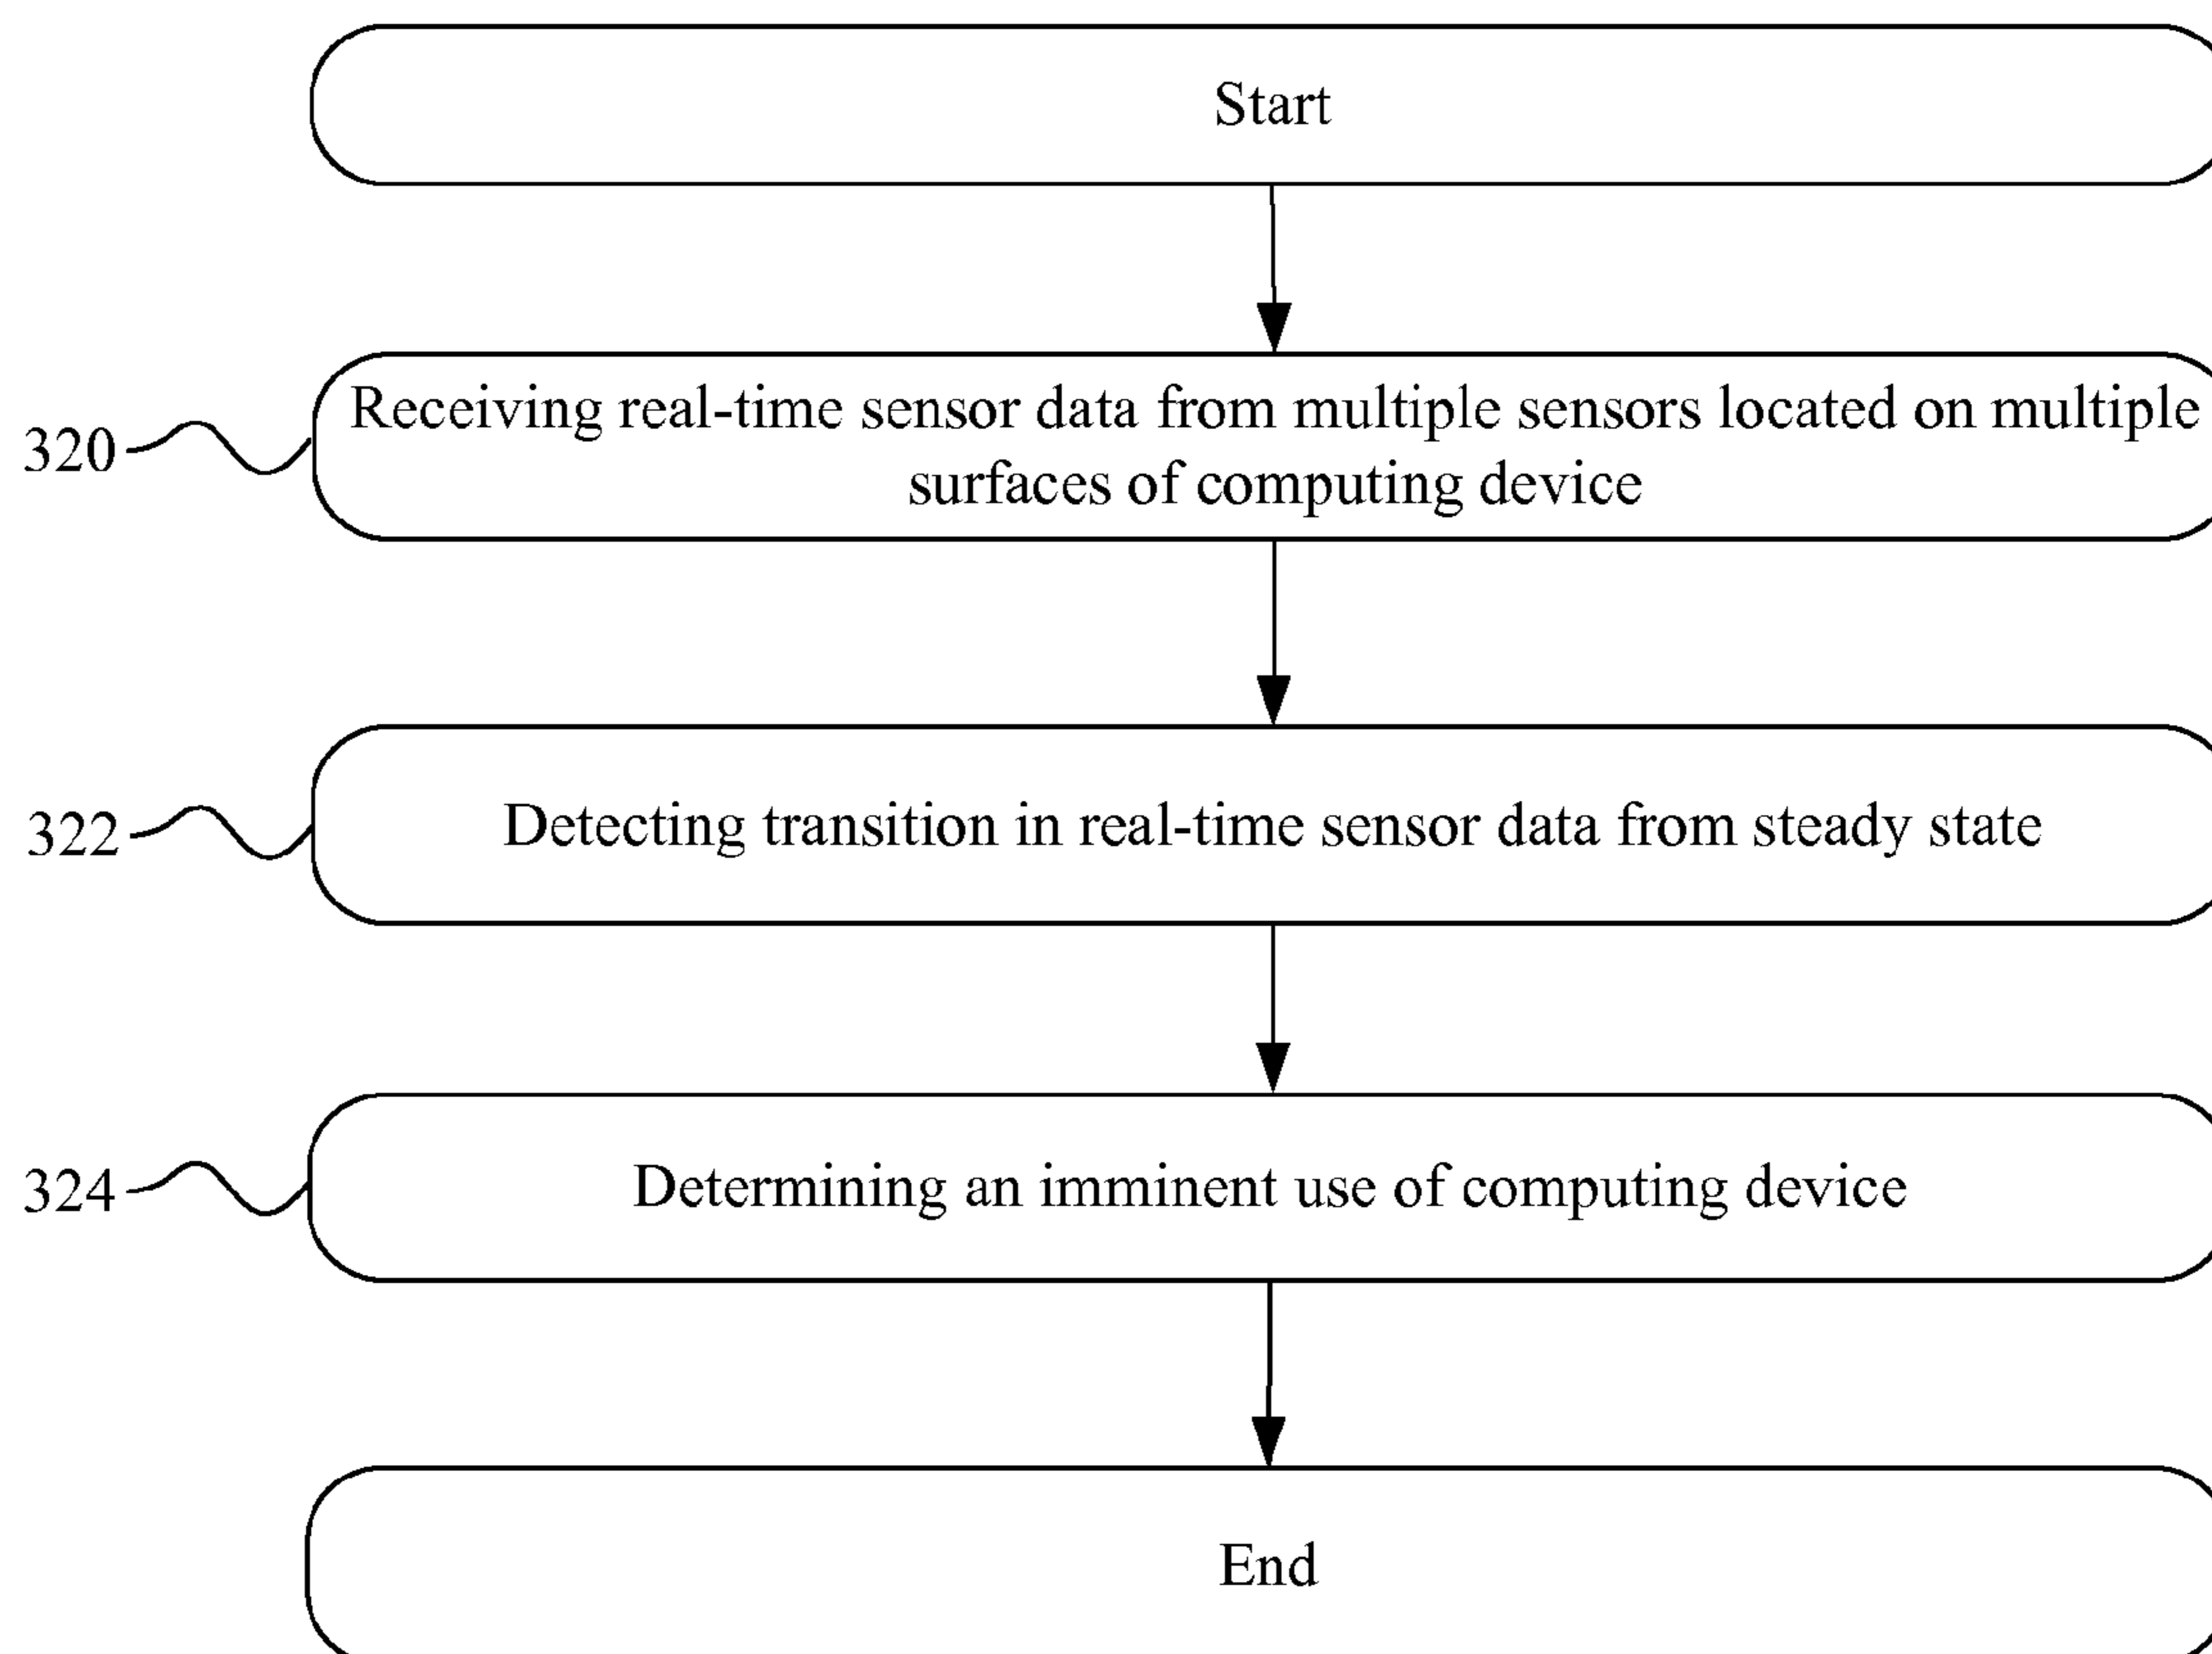 Start
320
Receiving real-time sensor data from multiple sensors located on multiple
surfaces of computing device
322
Detecting transition in real-time sensor data from steady state
324
Determining an imminent use of computing device
End